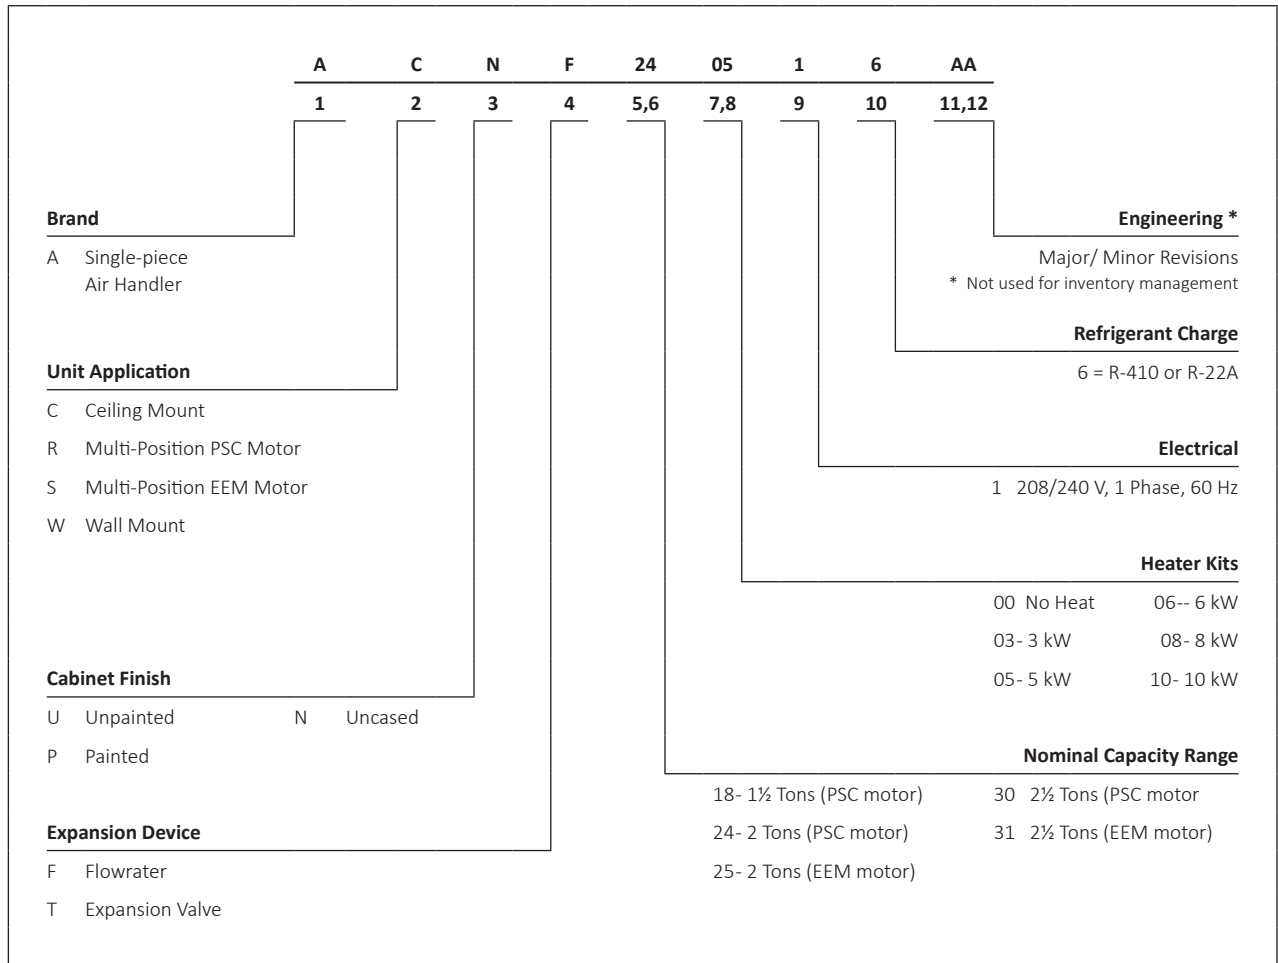 A C N F 24 05 1 6 AA
1 2 3 4 5,6 7,8 9 10 11,12
Brand
A Single-piece
Air Handler
Unit Application
C Ceiling Mount
R Multi-Position PSC Motor
S Multi-Position EEM Motor
W Wall Mount
Cabinet Finish
U Unpainted N Uncased
P Painted
Expansion Device
F Flowrater
T Expansion Valve
Engineering *
Major/ Minor Revisions
* Not used for inventory management
Refrigerant Charge
6 = R-410 or R-22A
Electrical
1 208/240 V, 1 Phase, 60 Hz
Heater Kits
00 No Heat 06-- 6 kW
03- 3 kW 08- 8 kW
05- 5 kW 10- 10 kW
Nominal Capacity Range
18- 1½ Tons (PSC motor) 30 2½ Tons (PSC motor
24- 2 Tons (PSC motor) 31 2½ Tons (EEM motor)
25- 2 Tons (EEM motor)